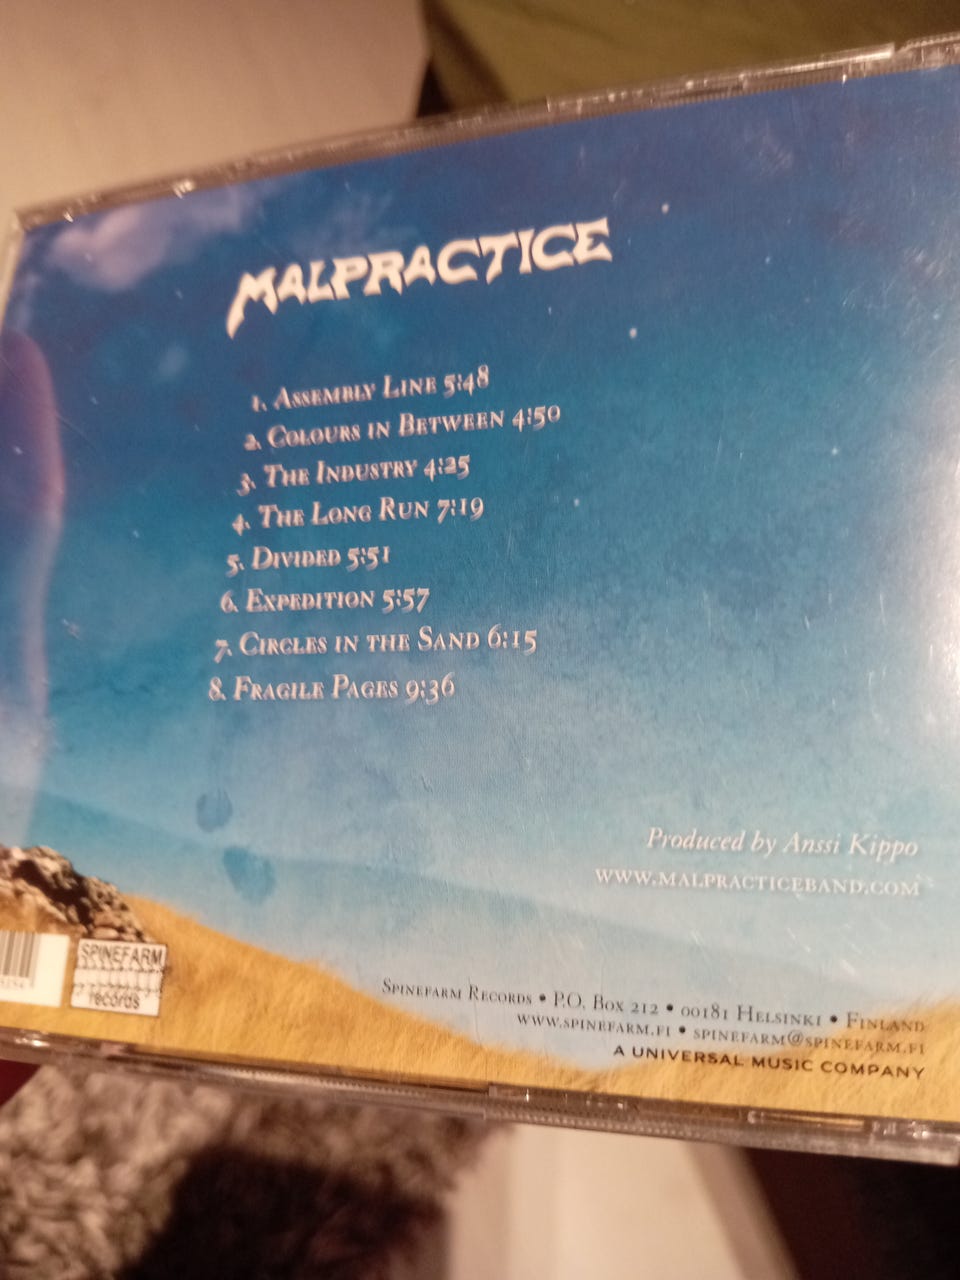 MALPRACTICE
1. ASSEMBLY LINE 5:48
2. COLOURS IN BETWEEN 4:50
3. THE INDUSTRY 4:25
4. THE LONG RUN 7:19
5. DIVIDED 5:51
6. EXPEDITION 5:57
7. CIRCLES IN THE SAND 6:15
8. FRAGILE PAGES 9:36
Produced by Anssi Kippo
WWW.MALPRACTICEBAND.COM
SPINEFARM
records
SPINEFARM RECORDS • P.O. BOX 212 • 00181 HELSINKI • FINLAND
WWW.SPINEFARM.FI • SPINEFARM@SPINEFARM.FI
A UNIVERSAL MUSIC COMPANY